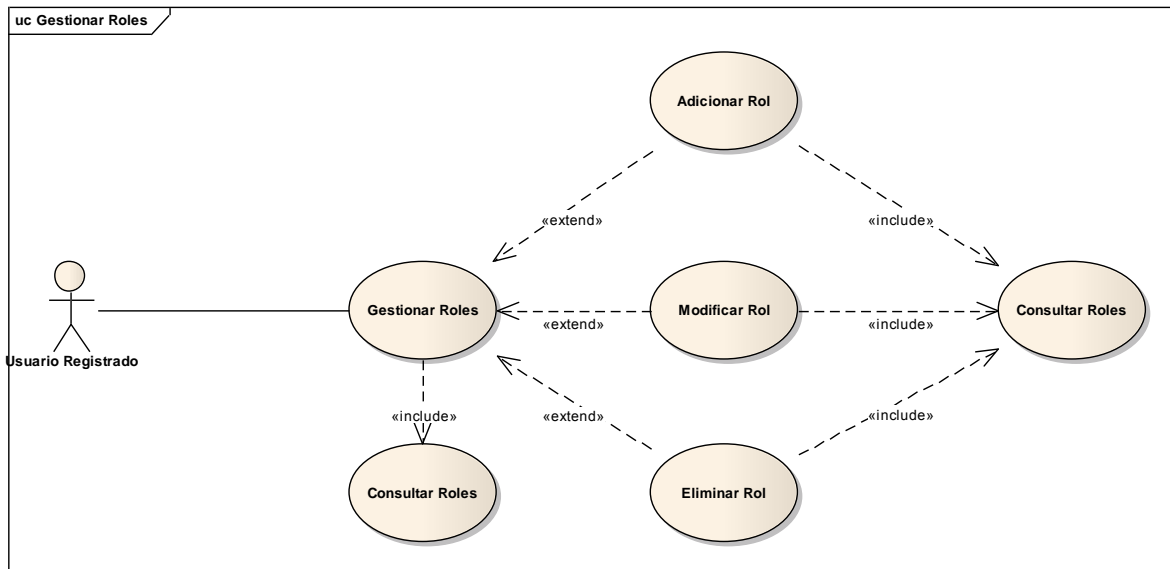 uc Gestionar Roles
Adicionar Rol
«extend»
«include»
Usuario Registrado
Gestionar Roles
«extend»
Modificar Rol
«include»
Consultar Roles
«include»
«extend»
«include»
Consultar Roles
Eliminar Rol